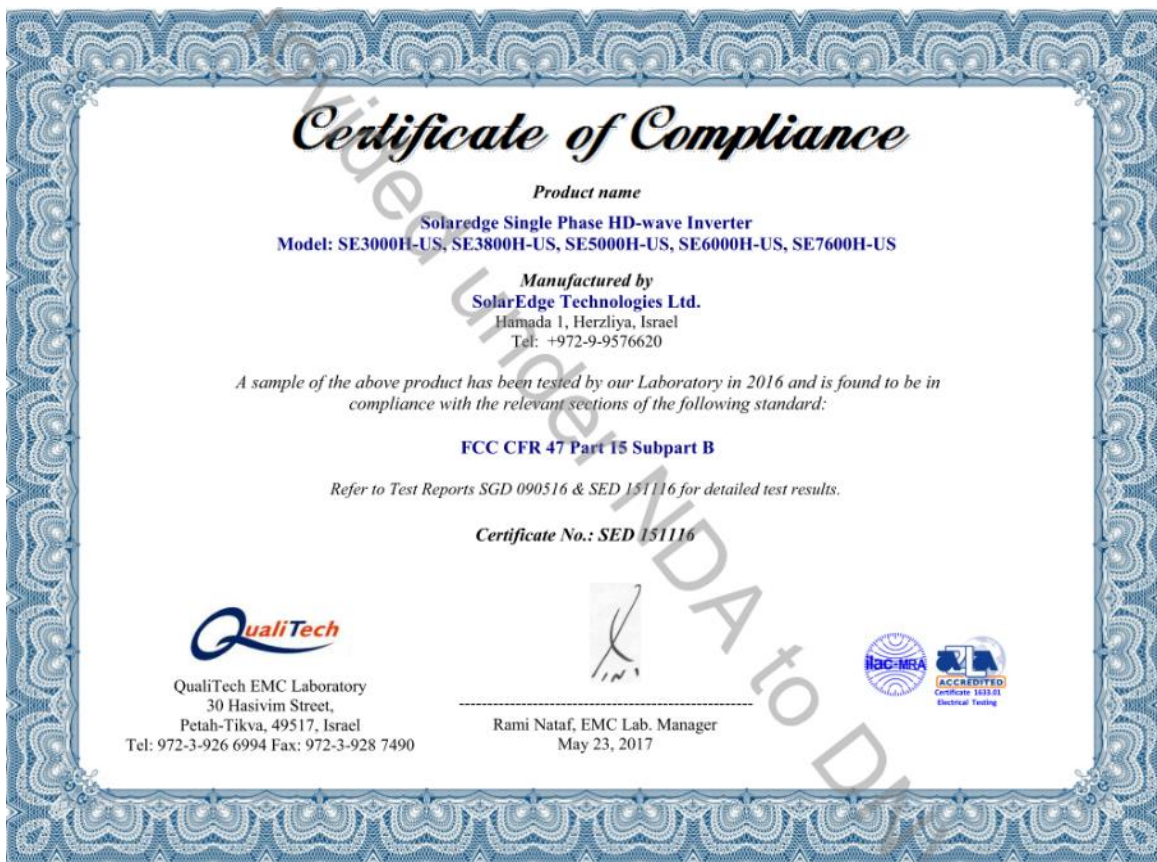 Certificate of Compliance
Product name
Solaredge Single Phase HD-wave Inverter
Model: SE3000H-US, SE3800H-US, SE5000H-US, SE6000H-US, SE7600H-US
Manufactured by
SolarEdge Technologies Ltd.
Hamada 1, Herzliya, Israel
Tel: +972-9-9576620
A sample of the above product has been tested by our Laboratory in 2016 and is found to be in
compliance with the relevant sections of the following standard:
FCC CFR 47 Part 15 Subpart B
Refer to Test Reports SGD 090516 & SED 151116 for detailed test results.
Certificate No.: SED 151116
QualiTech
QualiTech EMC Laboratory
30 Hasivim Street,
Petah-Tikva, 49517, Israel
Tel: 972-3-926 6994 Fax: 972-3-928 7490
Rami Nataf, EMC Lab. Manager
May 23, 2017
ilac-MRA
ACCREDITED
Certificate 1633.01
Electrical Testing
under NDA to